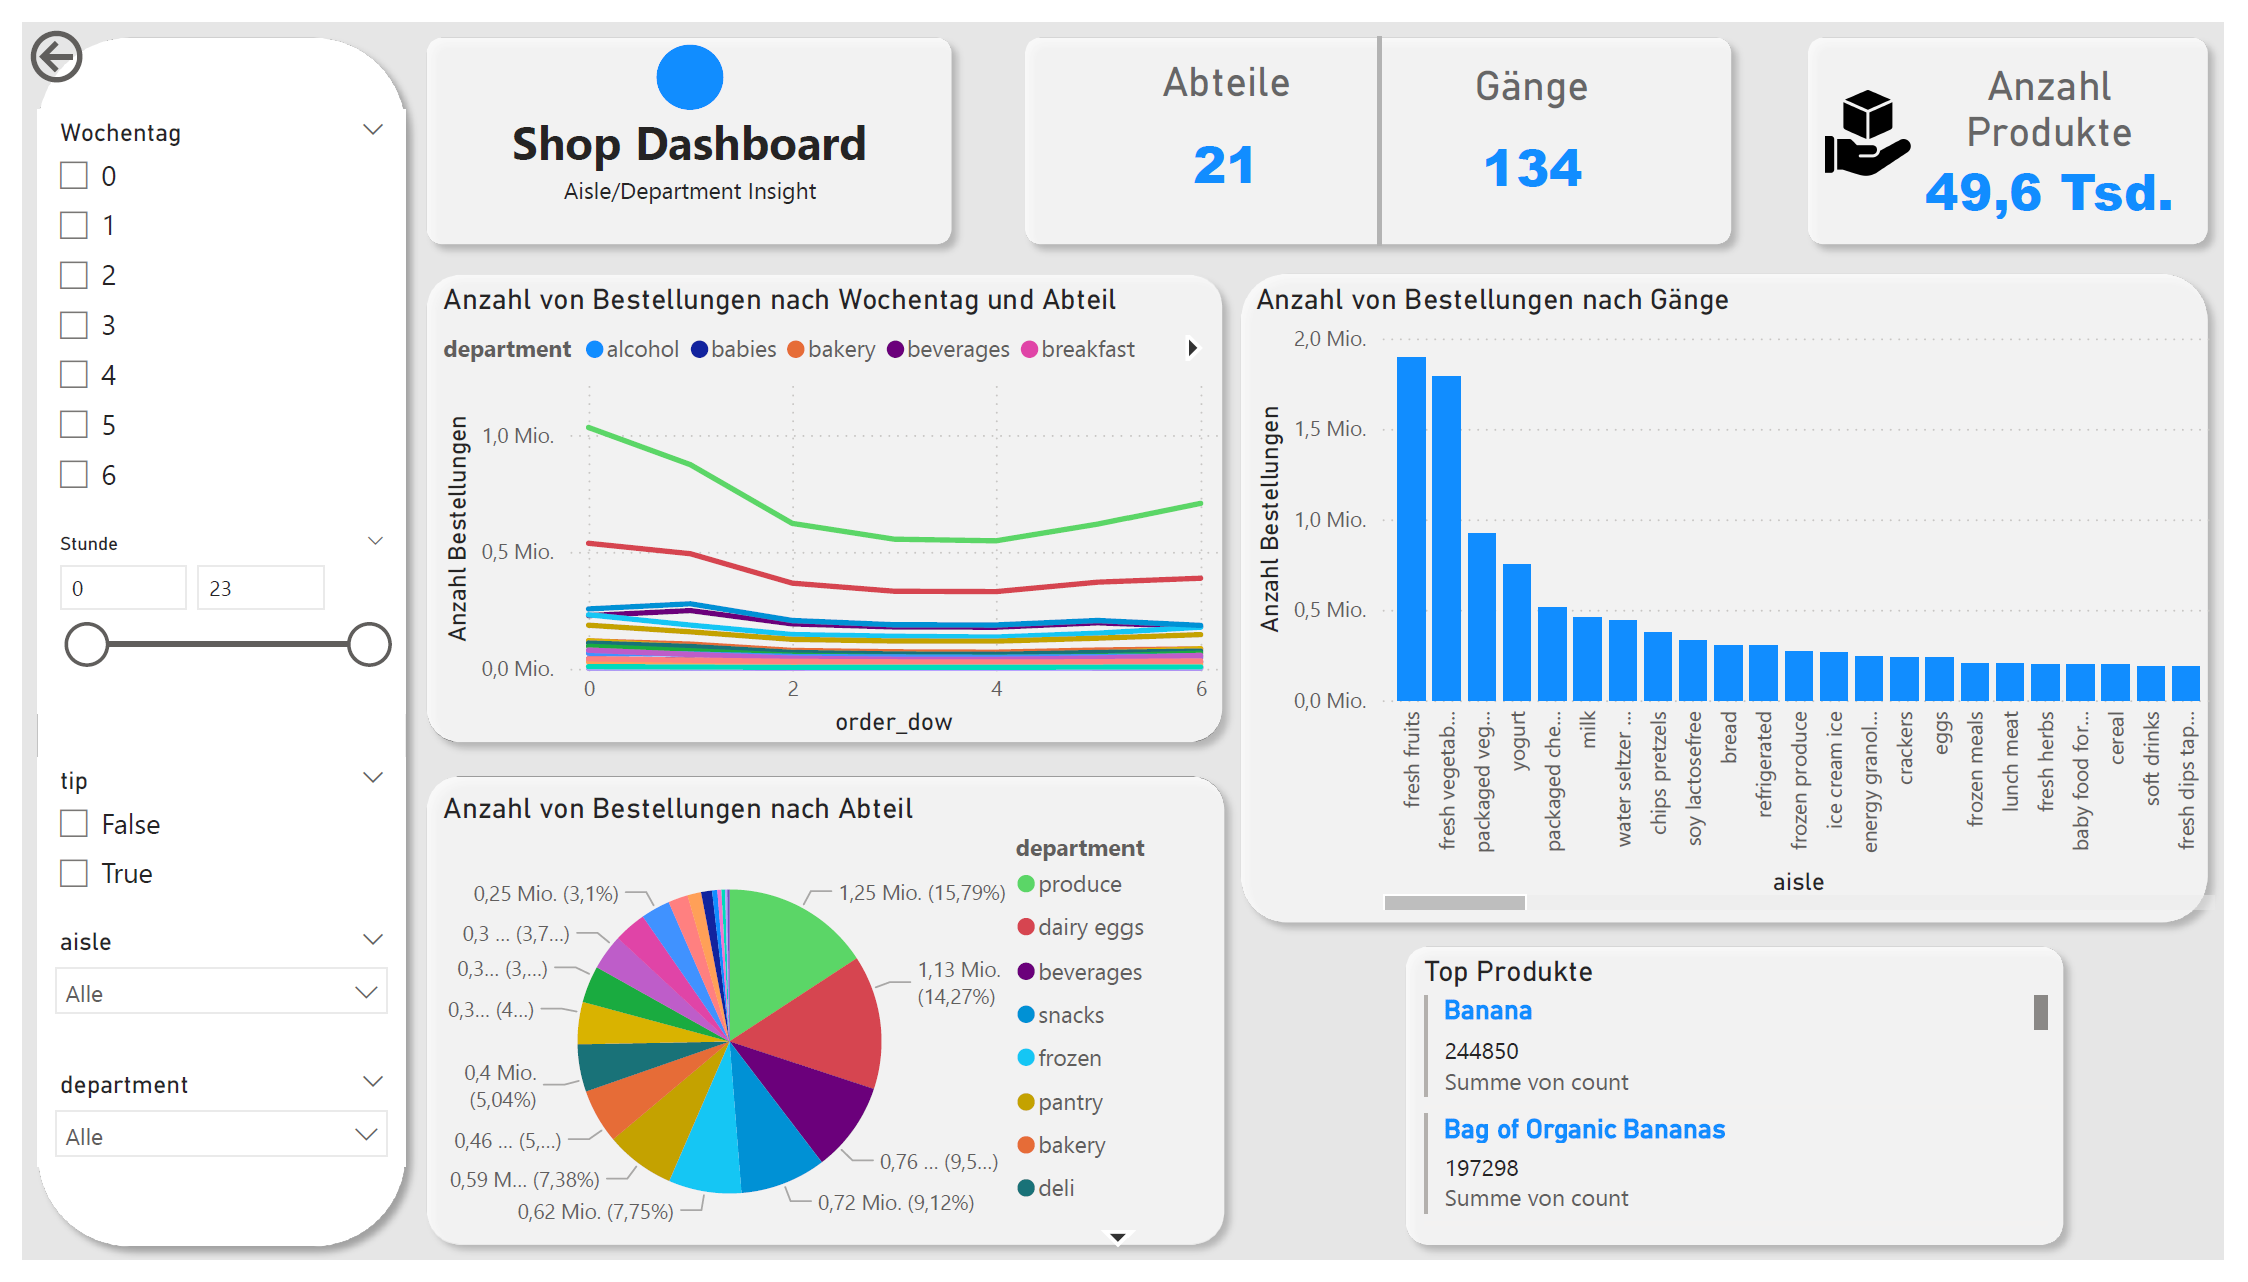 Wochentag
0
1
2
3
4
5
6
Stunde
0
23
tip
False
True
aisle
Alle
department
Alle
Shop Dashboard
Aisle/Department Insight
Abteile
21
Gänge
134
Anzahl
Produkte
49,6 Tsd.
Anzahl von Bestellungen nach Wochentag und Abteil
department alcohol babies bakery beverages breakfast
Anzahl Bestellungen
1,0 Mio.
0,5 Mio.
0,0 Mio.
0 2 4 6
order_dow
Anzahl von Bestellungen nach Gänge
Anzahl Bestellungen
2,0 Mio.
1,5 Mio.
1,0 Mio.
0,5 Mio.
0,0 Mio.
fresh fruits
fresh vegetab...
packaged veg...
yogurt
packaged che...
milk
water seltzer ...
chips pretzels
soy lactosefree
bread
refrigerated
frozen produce
ice cream ice
energy granol...
crackers
eggs
frozen meals
lunch meat
fresh herbs
baby food for...
cereal
soft drinks
fresh dips tap...
aisle
Anzahl von Bestellungen nach Abteil
1,25 Mio. (15,79%)
1,13 Mio.
(14,27%)
0,76 ... (9,5...)
0,72 Mio. (9,12%)
0,62 Mio. (7,75%)
0,59 M... (7,38%)
0,46 ... (5,...)
0,4 Mio.
(5,04%)
0,3... (4...)
0,3... (3,...)
0,3 ... (3,7...)
0,25 Mio. (3,1%)
department
produce
dairy eggs
beverages
snacks
frozen
pantry
bakery
deli
Top Produkte
Banana
244850
Summe von count
Bag of Organic Bananas
197298
Summe von count